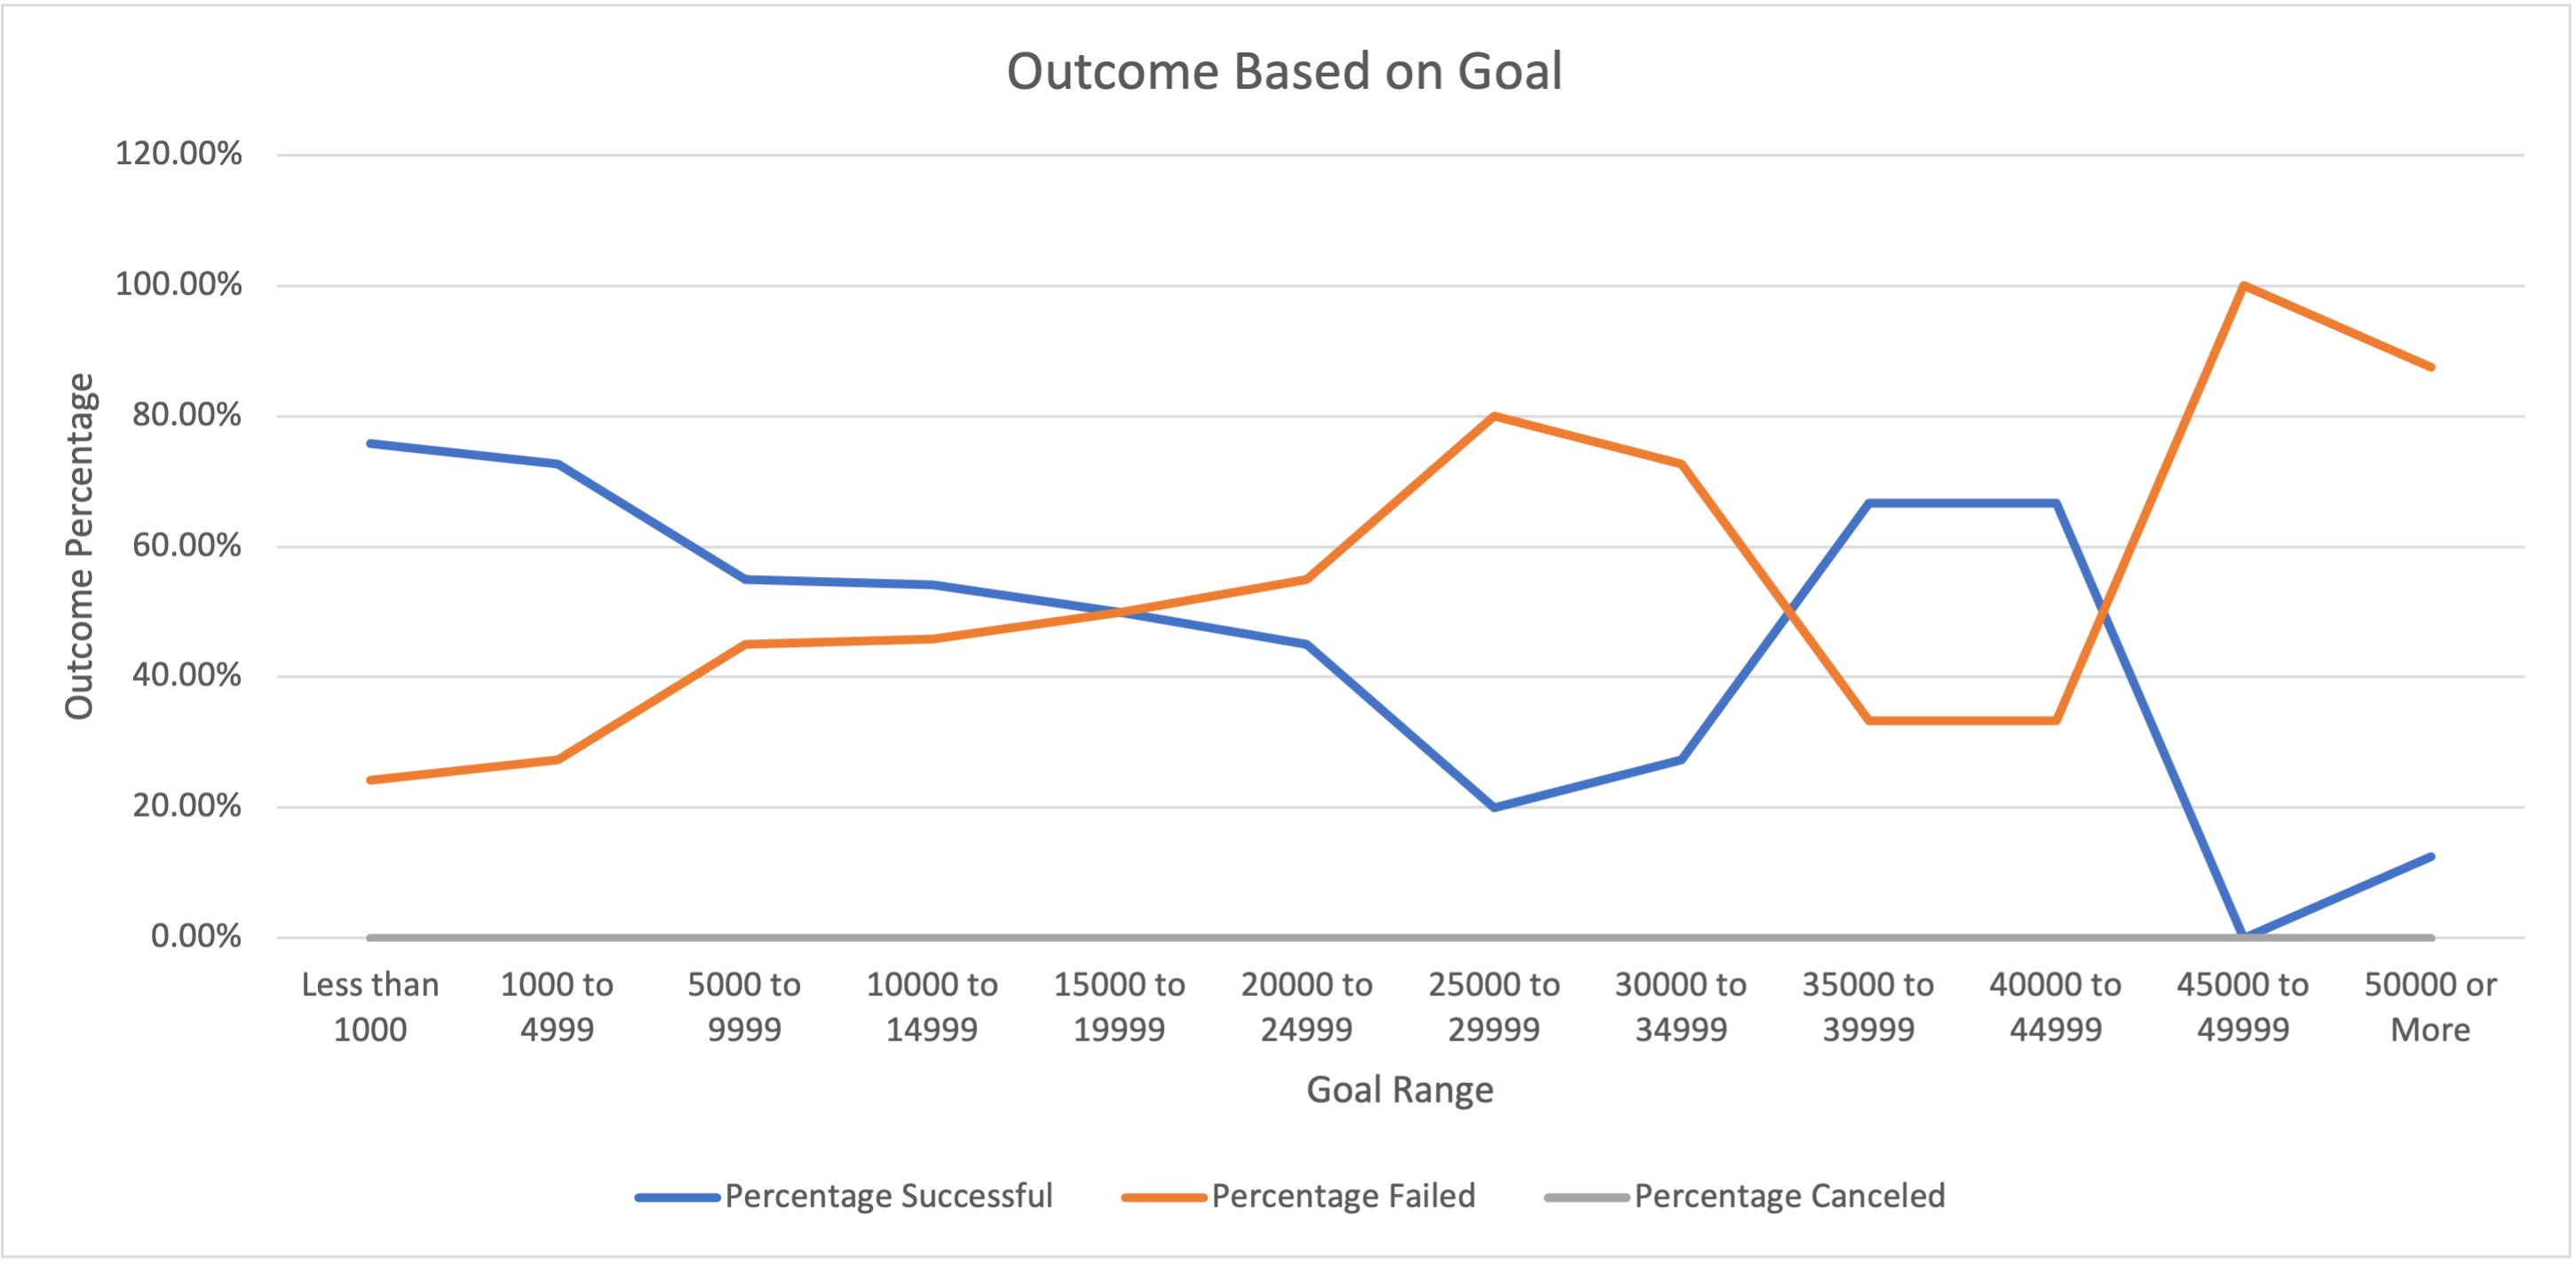 Outcome Based on Goal
120.00%
100.00%
80.00%
60.00%
40.00%
20.00%
0.00%
Outcome Percentage
Less than 1000 to 5000 to 10000 to 15000 to 20000 to 25000 to 30000 to 35000 to 40000 to 45000 to 50000 or
1000 4999 9999 14999 19999 24999 29999 34999 39999 44999 49999 More
Goal Range
Percentage Successful Percentage Failed Percentage Canceled